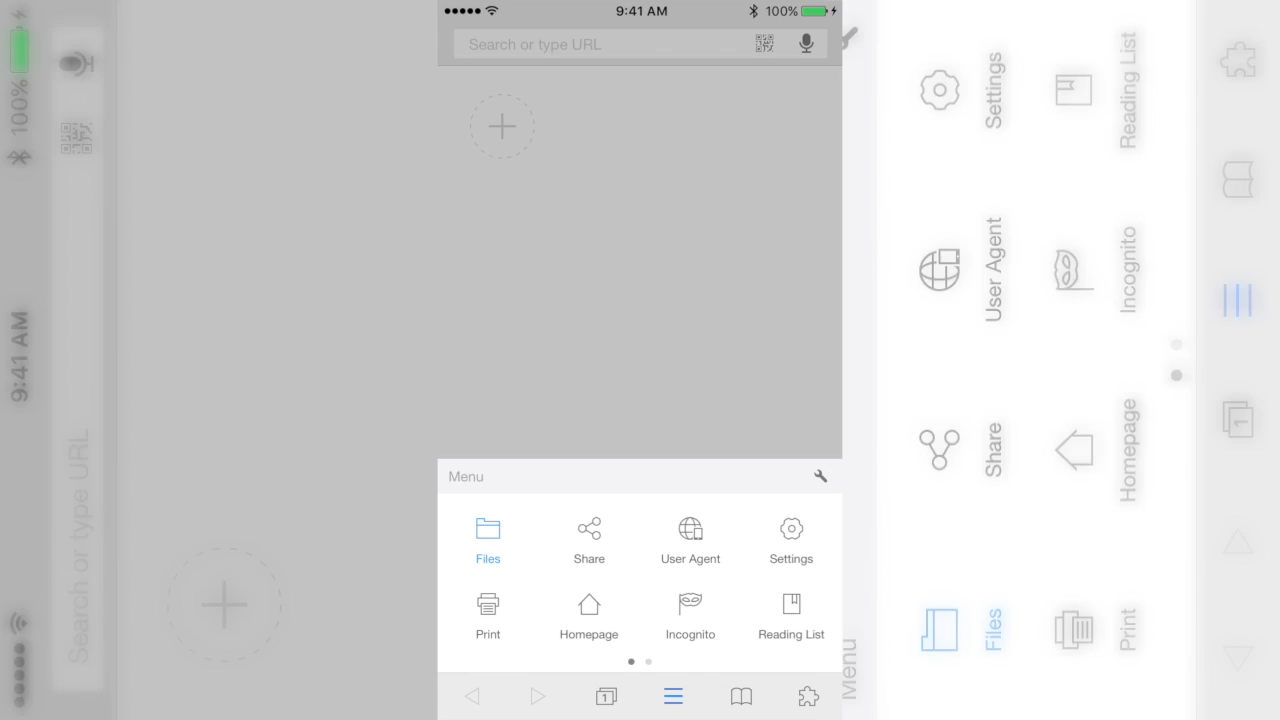 9:41 AM
100%
Search or type URL
Menu
Files
Share
User Agent
Settings
Print
Homepage
Incognito
Reading List
1
100%
9:41 AM
Search or type URL
Menu
Settings
Reading List
User Agent
Incognito
Share
Homepage
Files
Print
1